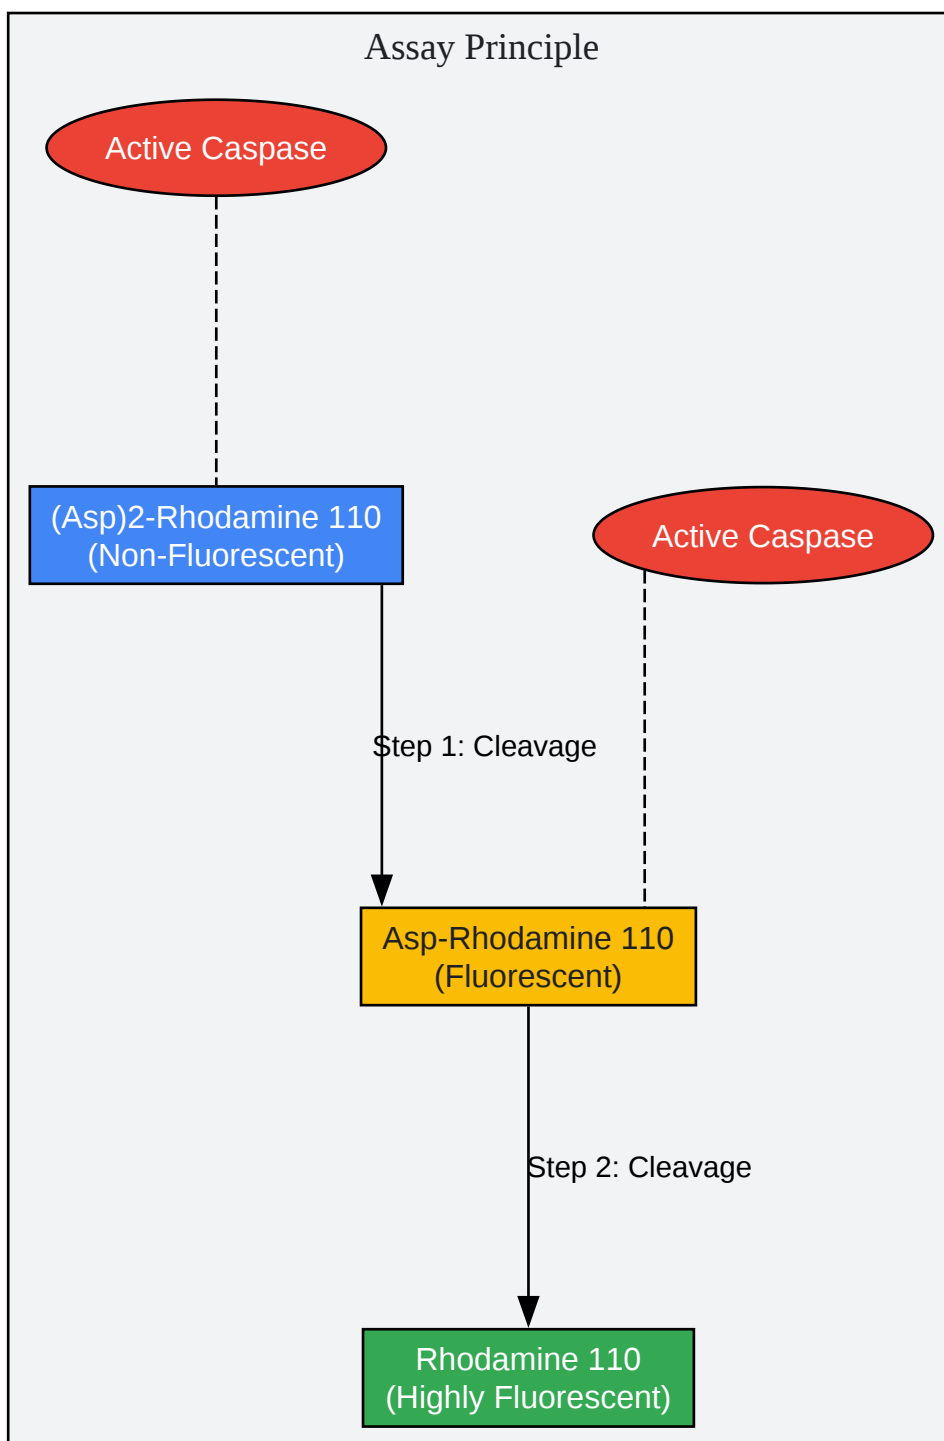 Assay Principle
Active Caspase
(Asp)2-Rhodamine 110
(Non-Fluorescent)
Active Caspase
Step 1: Cleavage
Asp-Rhodamine 110
(Fluorescent)
Step 2: Cleavage
Rhodamine 110
(Highly Fluorescent)